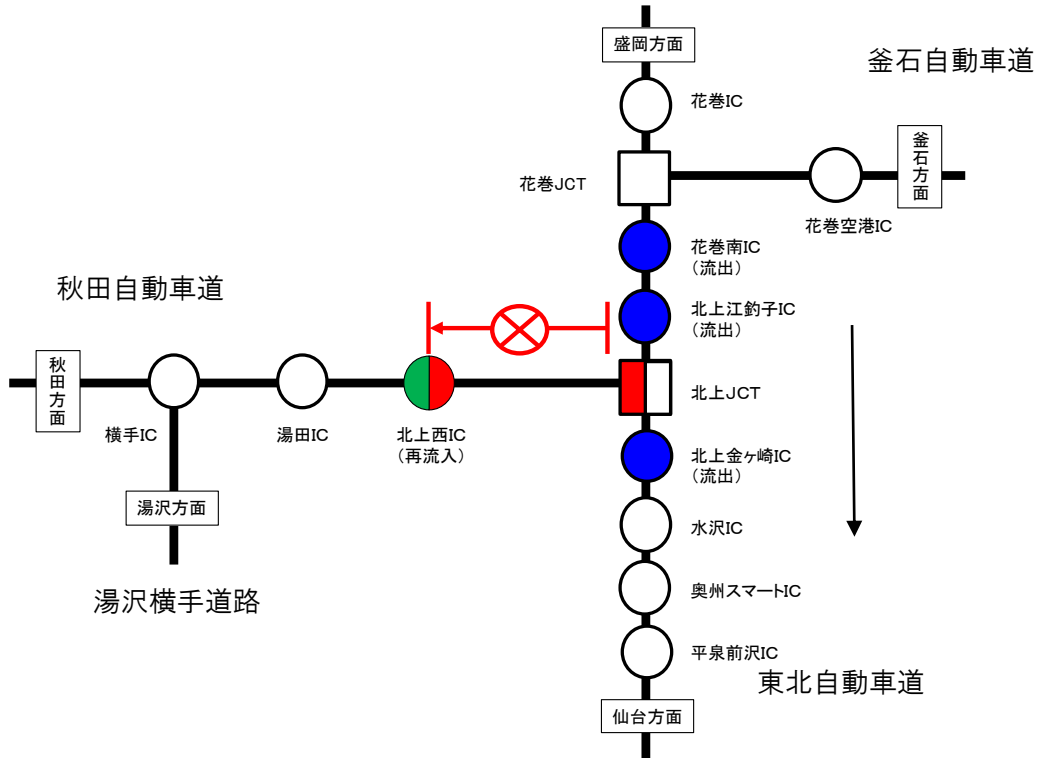 盛岡方面
釜石自動車道
花巻IC
釜石方面
花巻JCT
花巻空港IC
花巻南IC
（流出）
秋田自動車道
北上江釣子IC
（流出）
秋田方面
北上JCT
横手IC
湯田IC
北上西IC
（再流入）
北上金ヶ崎IC
（流出）
湯沢方面
水沢IC
奥州スマートIC
湯沢横手道路
平泉前沢IC
東北自動車道
仙台方面